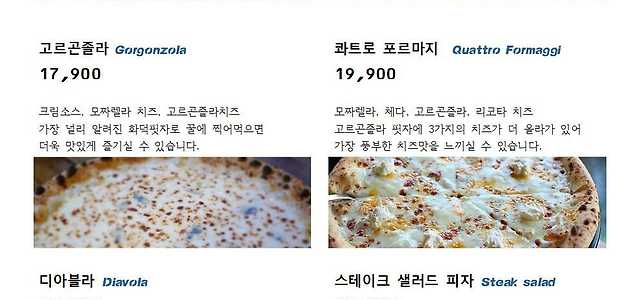 고르곤졸라 Gorgonzola
17,900
크림소스, 모짜렐라 치즈, 고르곤졸라치즈
가장 널리 알려진 화덕핏자로 꿀에 찍어먹으면
더욱 맛있게 즐기실 수 있습니다.
콰트로 포르마지 Quattro Formaggi
19,900
모짜렐라, 체다, 고르곤졸라, 리코타 치즈
고르곤졸라 핏자에 3가지의 치즈가 더 올라가 있어
가장 풍부한 치즈맛을 느끼실 수 있습니다.
디아블라 Diavola
스테이크 샐러드 피자 Steak salad